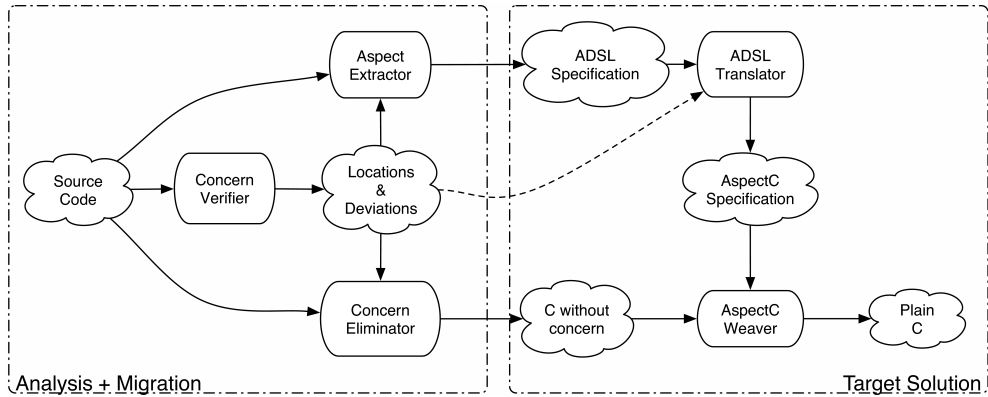 Aspect
Extractor
ADSL
Specification
ADSL
Translator
Source
Code
Concern
Verifier
Locations
&
Deviations
AspectC
Specification
Concern
Eliminator
C without
concern
AspectC
Weaver
Plain
C
Analysis + Migration
Target Solution